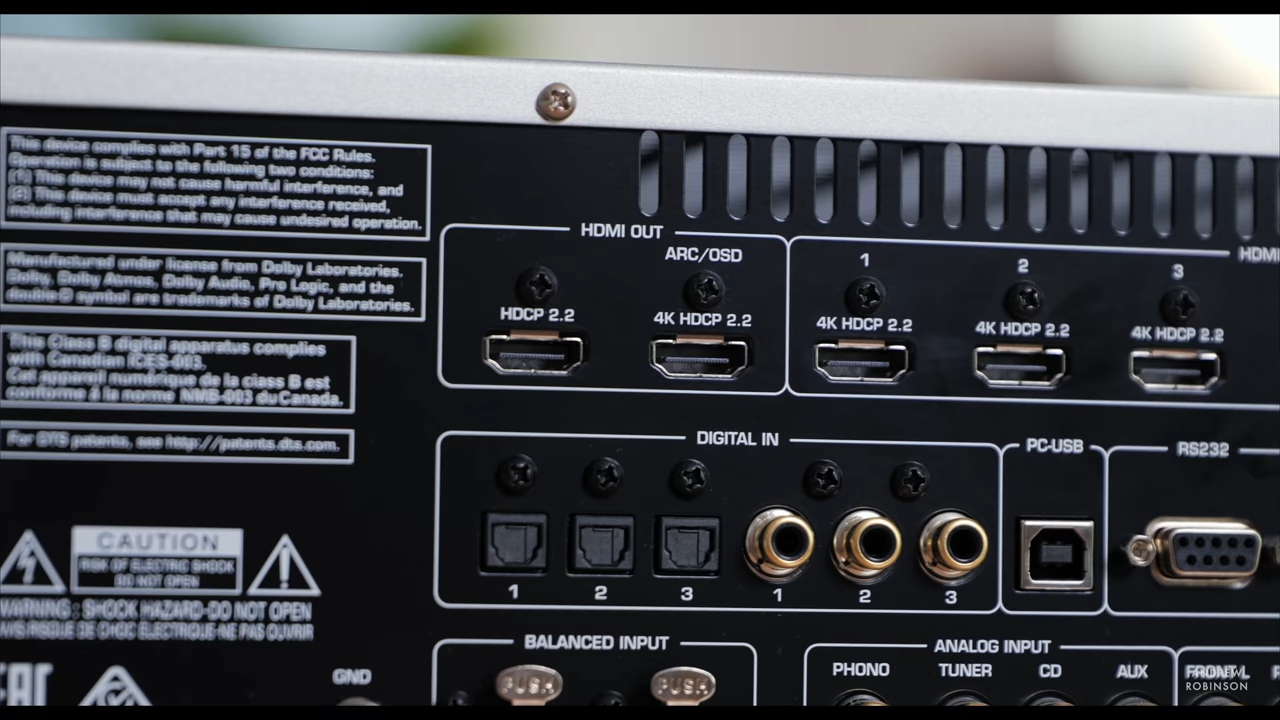 This device complies with Part 15 of the FCC Rules.
Operation is subject to the following two conditions:
(1) This device may not cause harmful interference, and
(2) This device must accept any interference received,
including interference that may cause undesired operation.
Manufactured under license from Dolby Laboratories.
Dolby, Dolby Atmos, Dolby Audio, Pro Logic, and the
double-D symbol are trademarks of Dolby Laboratories.
This Class B digital apparatus complies
with Canadian ICES-003.
Cet appareil numérique de la class B est
conforme à la norme NMB-003 du Canada.
For DTS patents, see http://patents.dts.com.
CAUTION
RISK OF ELECTRIC SHOCK
DO NOT OPEN
WARNING : SHOCK HAZARD-DO NOT OPEN
AVIS RISQUE DE CHOC ELECTRIQUE-NE PAS OUVRIR
EAC
GND
HDMI OUT
ARC/OSD
HDCP 2.2
4K HDCP 2.2
HDMI
1
2
3
4K HDCP 2.2
4K HDCP 2.2
4K HDCP 2.2
DIGITAL IN
1
2
3
1
2
3
PC-USB
RS232
BALANCED INPUT
PUSH
PUSH
ANALOG INPUT
PHONO
TUNER
CD
AUX
FRONT L
ANDREW
ROBINSON